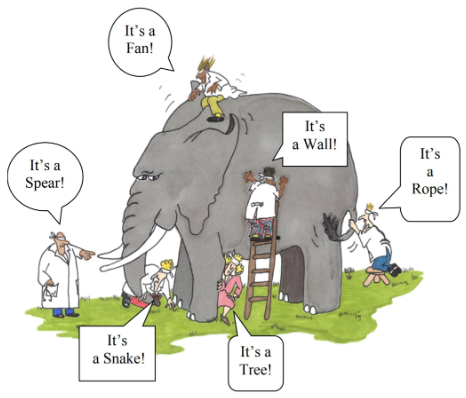 It's a
Fan!
It's
a Wall!
It's a
Spear!
It's
a Rope!
It's
a Snake!
It's a
Tree!